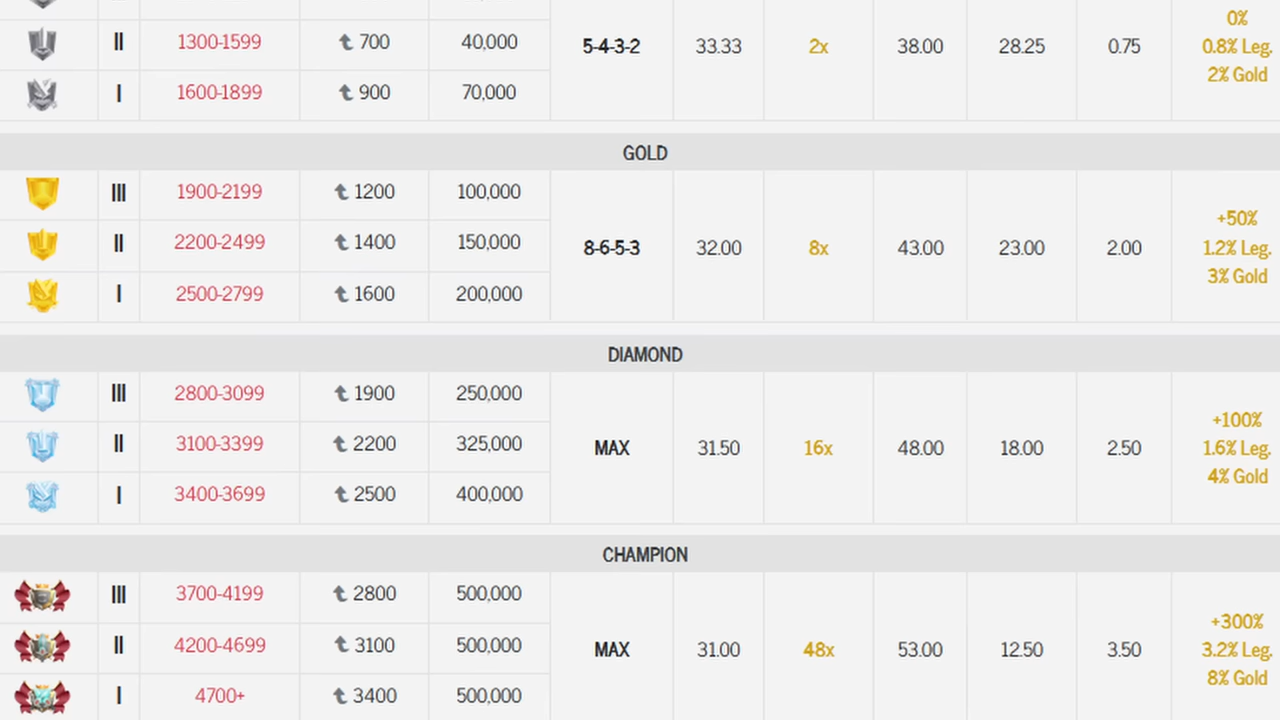 II 1300-1599 700 40,000 5-4-3-2 33.33 2x 38.00 28.25 0.75 0%
0.8% Leg.
2% Gold
I 1600-1899 900 70,000
GOLD
III 1900-2199 1200 100,000
II 2200-2499 1400 150,000 8-6-5-3 32.00 8x 43.00 23.00 2.00 +50%
1.2% Leg.
3% Gold
I 2500-2799 1600 200,000
DIAMOND
III 2800-3099 1900 250,000
II 3100-3399 2200 325,000 MAX 31.50 16x 48.00 18.00 2.50 +100%
1.6% Leg.
4% Gold
I 3400-3699 2500 400,000
CHAMPION
III 3700-4199 2800 500,000
II 4200-4699 3100 500,000 MAX 31.00 48x 53.00 12.50 3.50 +300%
3.2% Leg.
8% Gold
I 4700+ 3400 500,000